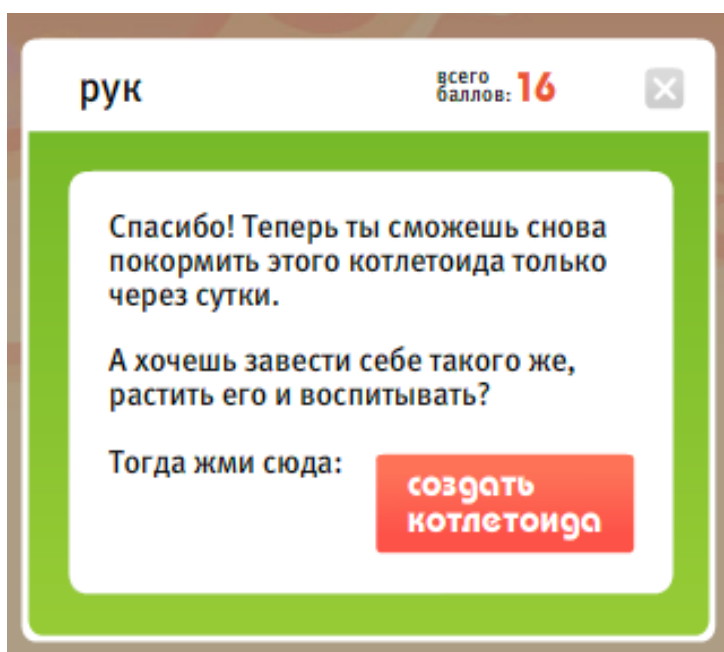 рук
всего
баллов: 16
Спасибо! Теперь ты сможешь снова
покормить этого котлетоида только
через сутки.
А хочешь завести себе такого же,
растить его и воспитывать?
Тогда жми сюда:
создать
котлетоида